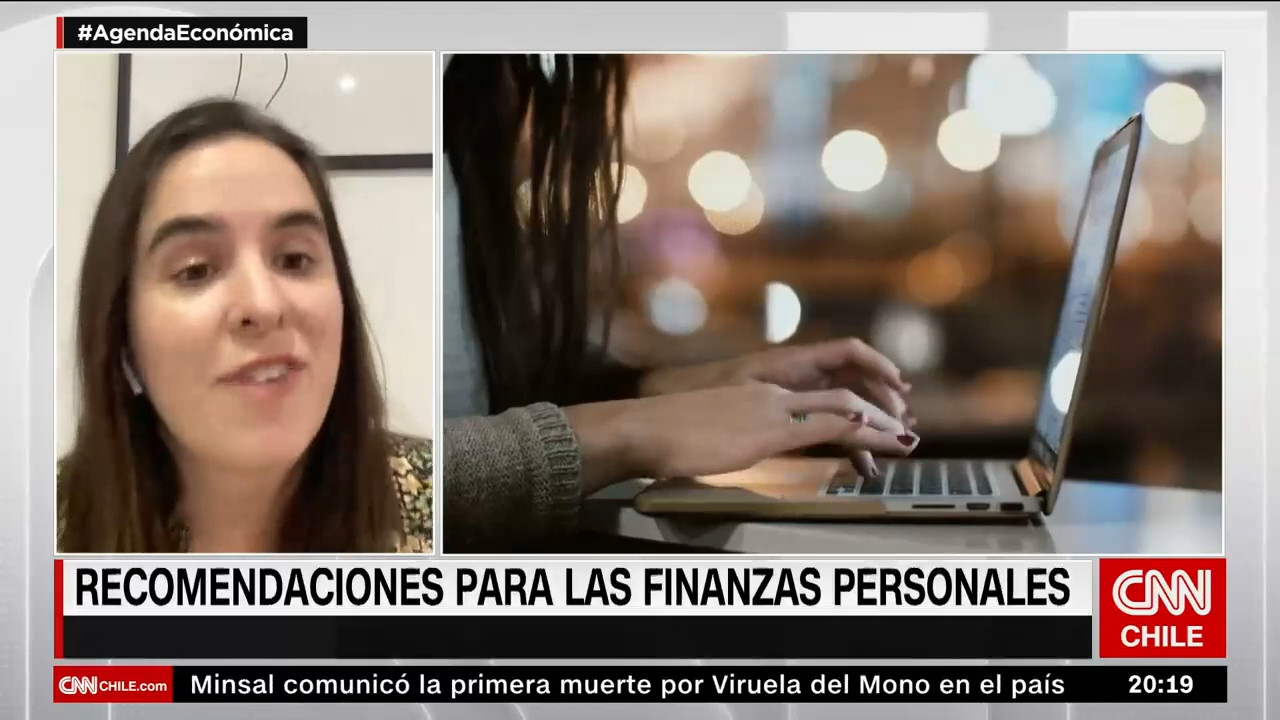 #AgendaEconómica
RECOMENDACIONES PARA LAS FINANZAS PERSONALES
CNN
CHILE
CNNCHILE.com
Minsal comunicó la primera muerte por Viruela del Mono en el país
20:19